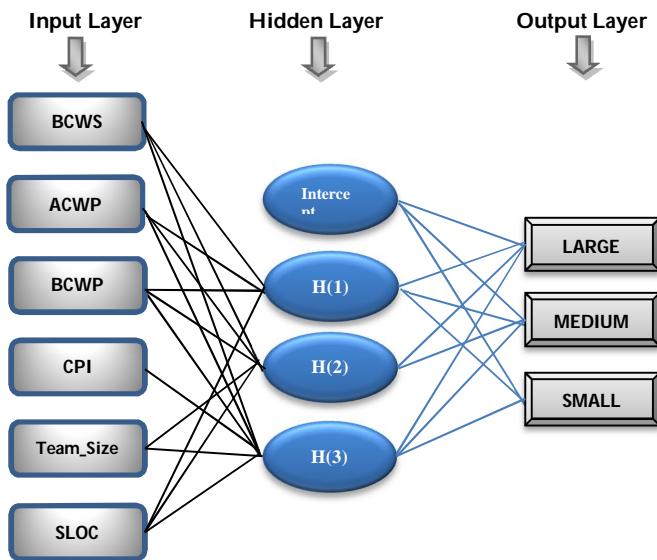 Input Layer
Hidden Layer
Output Layer
BCWS
ACWP
BCWP
CPI
Team_Size
SLOC
Interce
pt
H(1)
H(2)
H(3)
LARGE
MEDIUM
SMALL